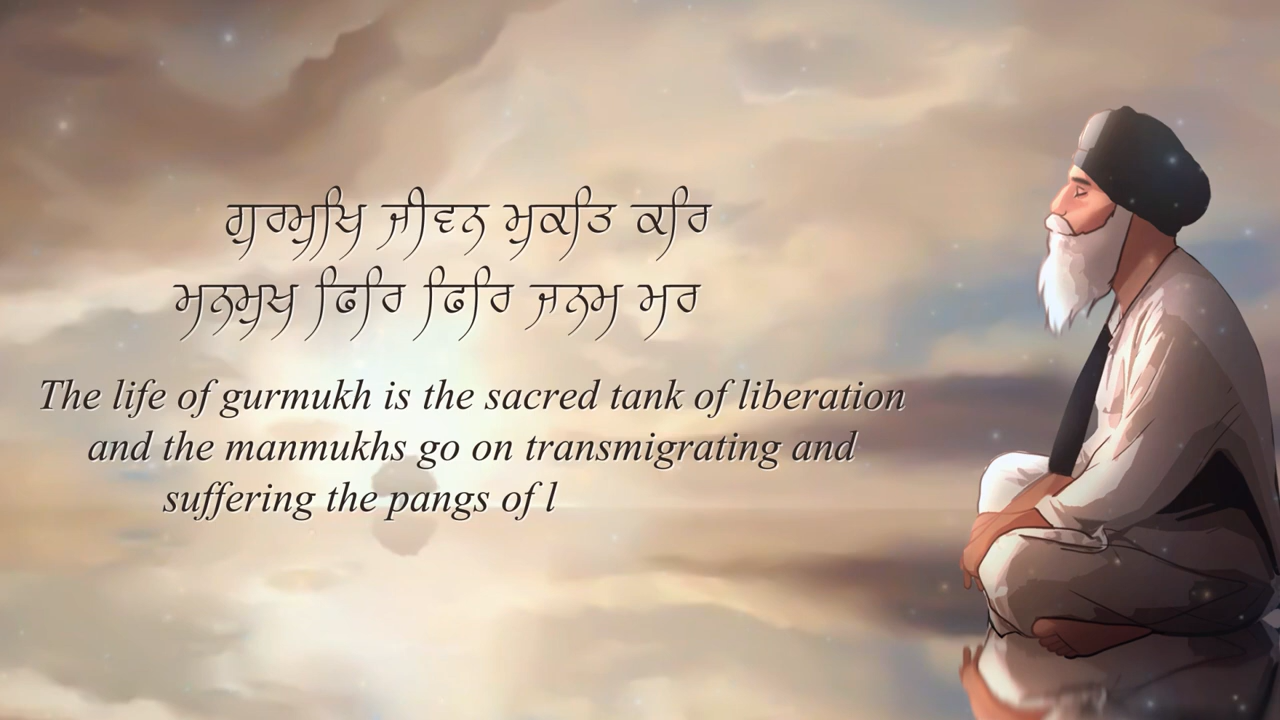 ਗੁਰਮੁਖਿ ਜੀਵਨ ਮੁਕਤਿ ਕਰਿ
ਮਨਮੁਖ ਫਿਰਿ ਫਿਰਿ ਜਨਮ ਮਰ
The life of gurmukh is the sacred tank of liberation
and the manmukhs go on transmigrating and
suffering the pangs of l